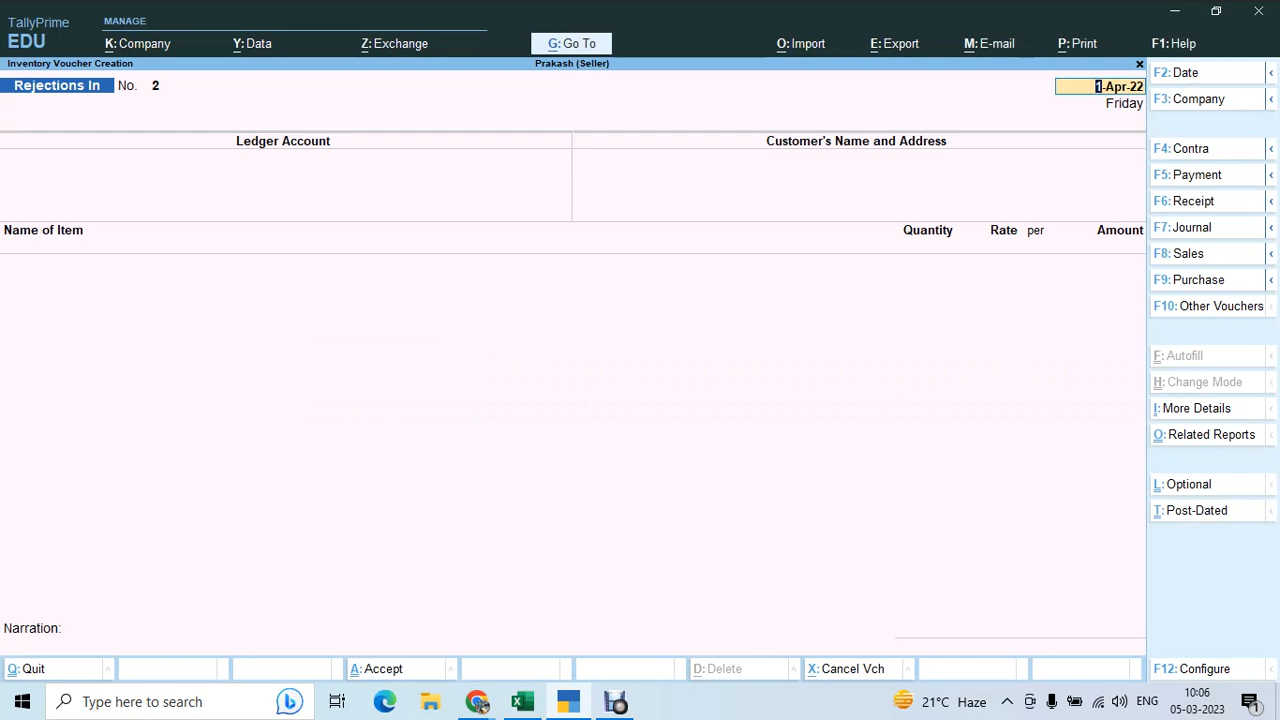 TallyPrime
EDU
MANAGE
K: Company
Y: Data
Z: Exchange
G: Go To
O: Import
E: Export
M: E-mail
P: Print
F1: Help
Inventory Voucher Creation
Prakash (Seller)
Rejections In No. 2
1-Apr-22
Friday
Ledger Account
Customer's Name and Address
Name of Item
Quantity
Rate per
Amount
Narration:
F2: Date
F3: Company
F4: Contra
F5: Payment
F6: Receipt
F7: Journal
F8: Sales
F9: Purchase
F10: Other Vouchers
F: Autofill
H: Change Mode
I: More Details
O: Related Reports
L: Optional
T: Post-Dated
Q: Quit
A: Accept
D: Delete
X: Cancel Vch
F12: Configure
Type here to search
21°C Haze
ENG
10:06
05-03-2023
1